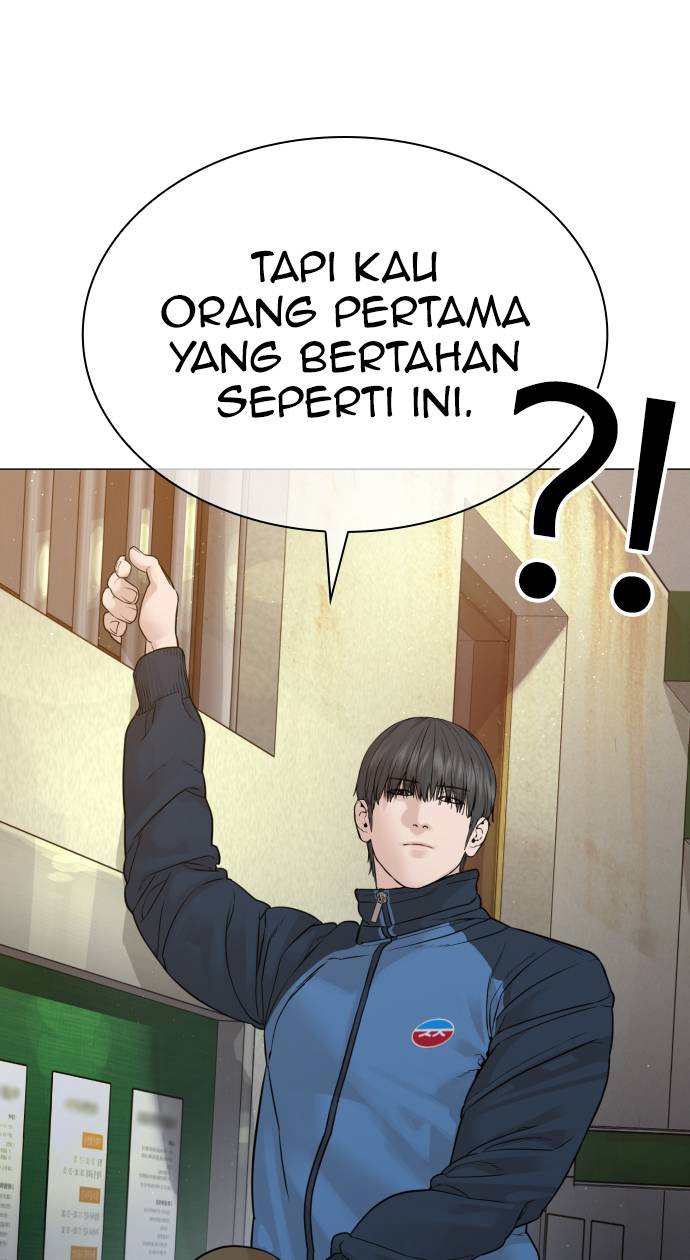 TAPI KAU
ORANG PERTAMA
YANG BERTAHAN
SEPERTI INI.
?!